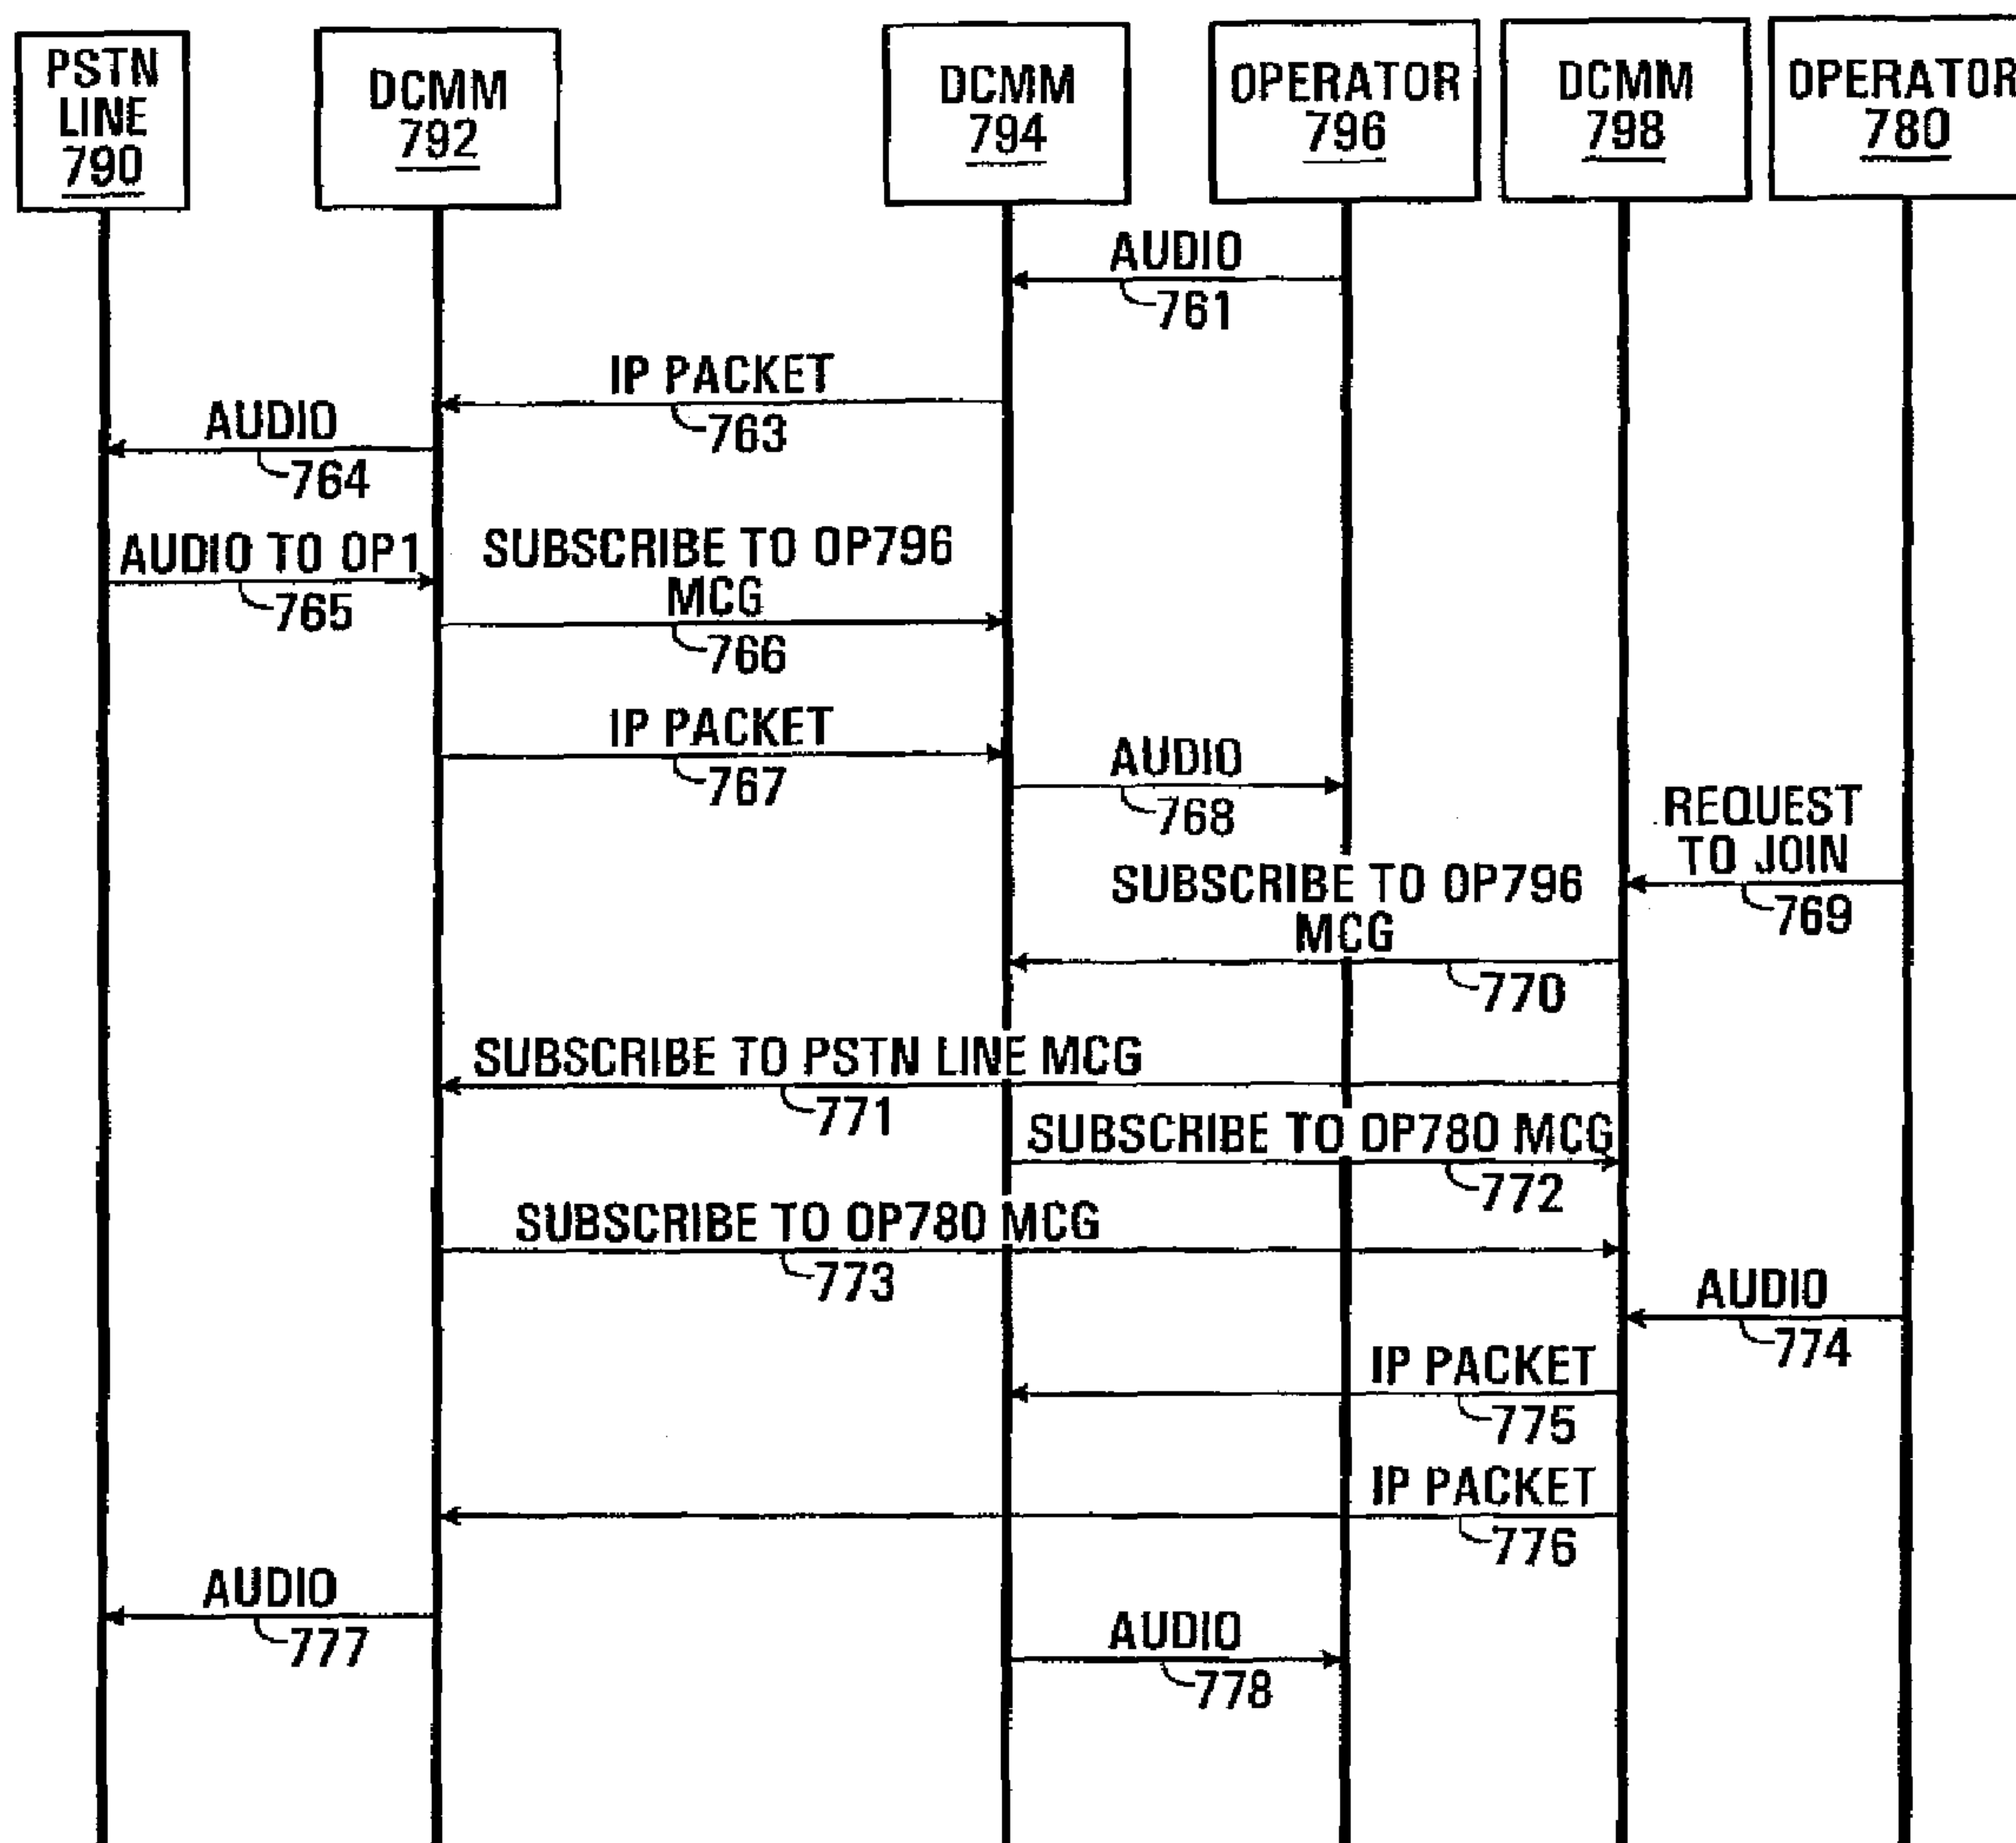 PSTN
LINE
790
DCMM
792
DCMM
794
OPERATOR
796
DCMM
798
OPERATOR
780
AUDIO
761
IP PACKET
763
AUDIO
764
AUDIO TO OP1
765
SUBSCRIBE TO OP796
MCG
766
IP PACKET
767
AUDIO
768
REQUEST
TO JOIN
769
SUBSCRIBE TO OP796
MCG
770
SUBSCRIBE TO PSTN LINE MCG
771
SUBSCRIBE TO OP780 MCG
772
SUBSCRIBE TO OP780 MCG
773
AUDIO
774
IP PACKET
775
IP PACKET
776
AUDIO
777
AUDIO
778